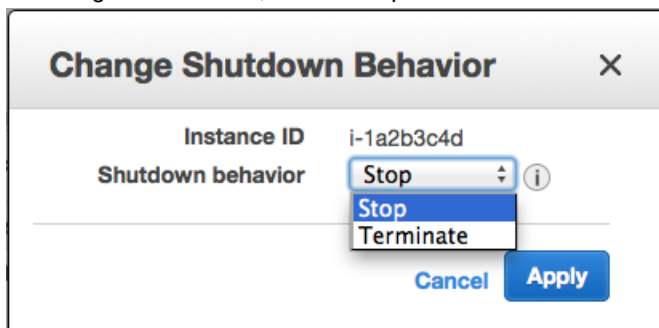 Change Shutdown Behavior ×
Instance ID i-1a2b3c4d
Shutdown behavior Stop i
Stop
Terminate
Cancel Apply